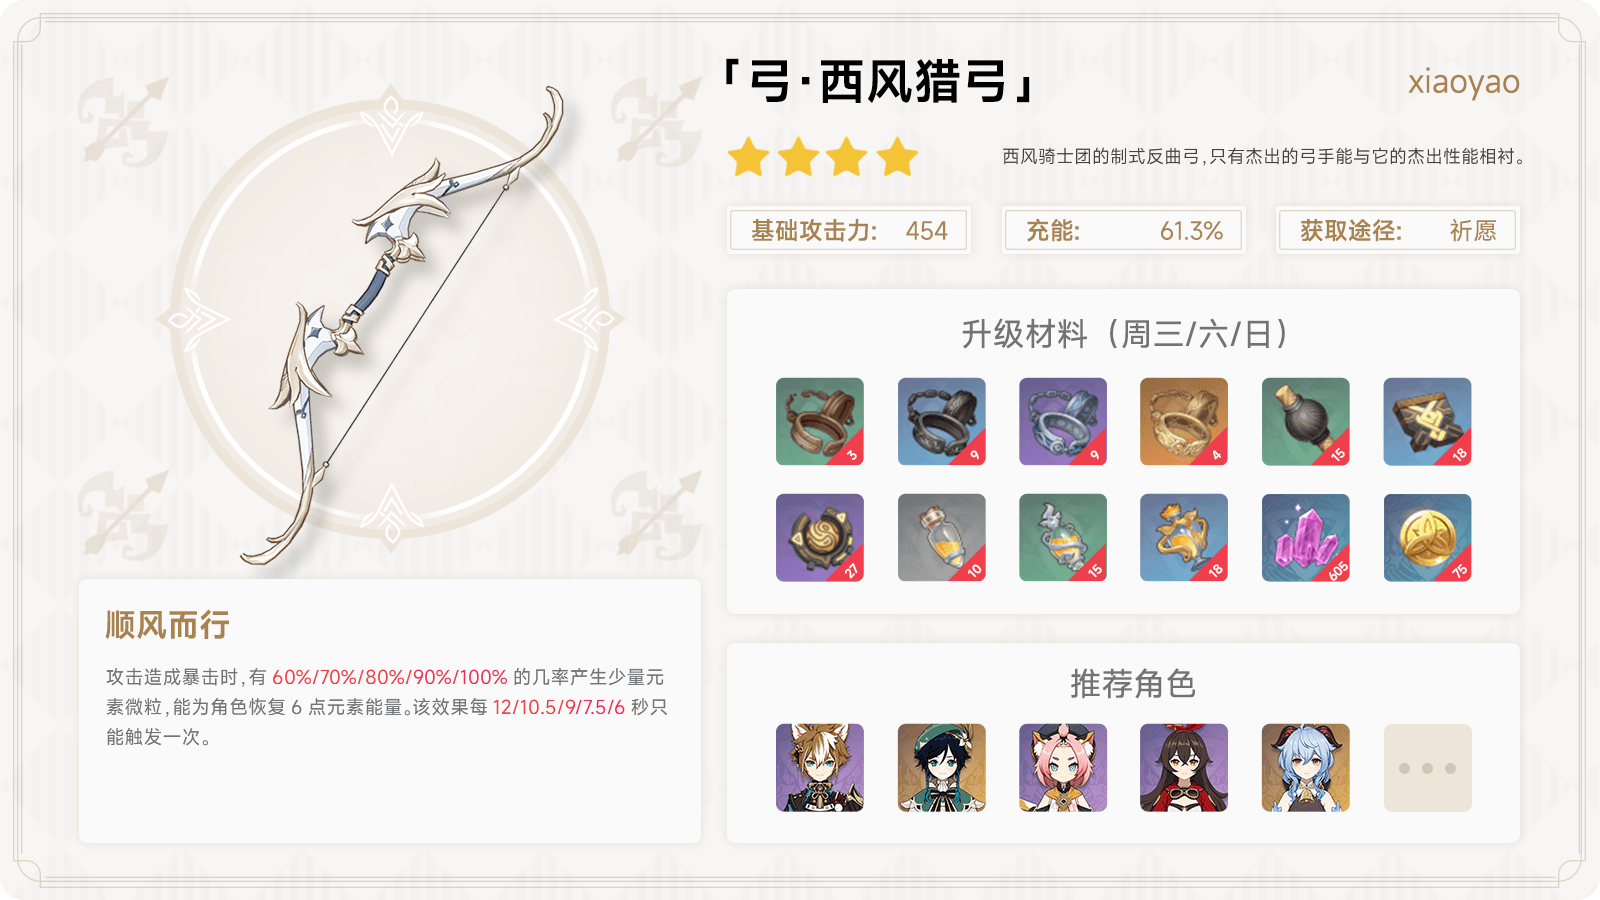 「弓·西风猎弓」
xiaoyao
西风骑士团的制式反曲弓,只有杰出的弓手能与它的杰出性能相衬。
基础攻击力: 454
充能: 61.3%
获取途径: 祈愿
升级材料（周三/六/日）
3
9
9
4
15
18
27
10
15
18
605
75
顺风而行
攻击造成暴击时,有 60%/70%/80%/90%/100% 的几率产生少量元
素微粒,能为角色恢复 6 点元素能量。该效果每 12/10.5/9/7.5/6 秒只
能触发一次。
推荐角色